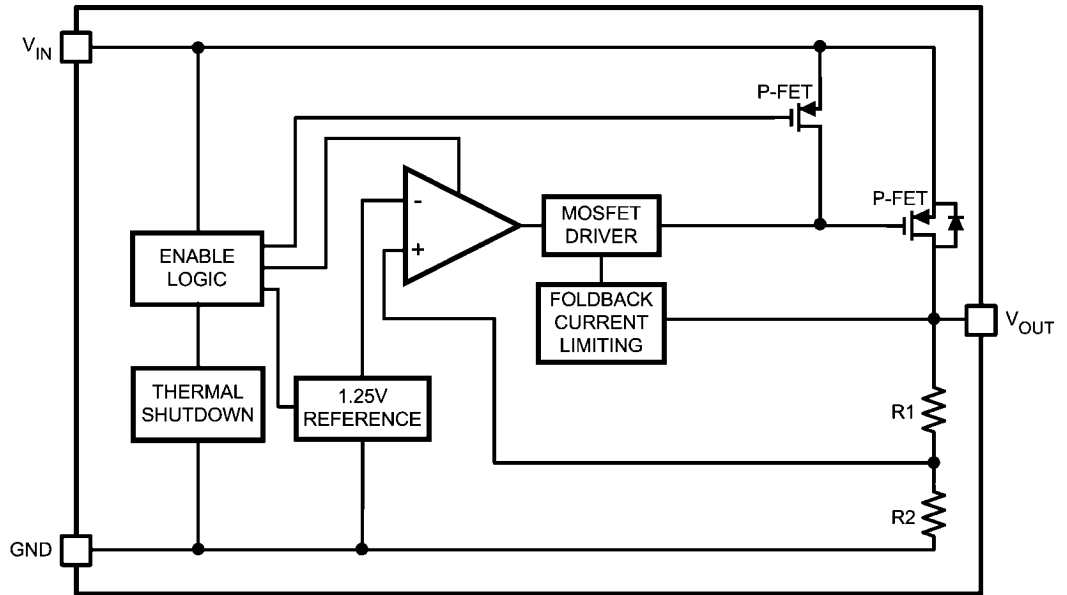 VIN
P-FET
P-FET
-
+
MOSFET
DRIVER
ENABLE
LOGIC
FOLDBACK
CURRENT
LIMITING
VOUT
THERMAL
SHUTDOWN
1.25V
REFERENCE
R1
R2
GND